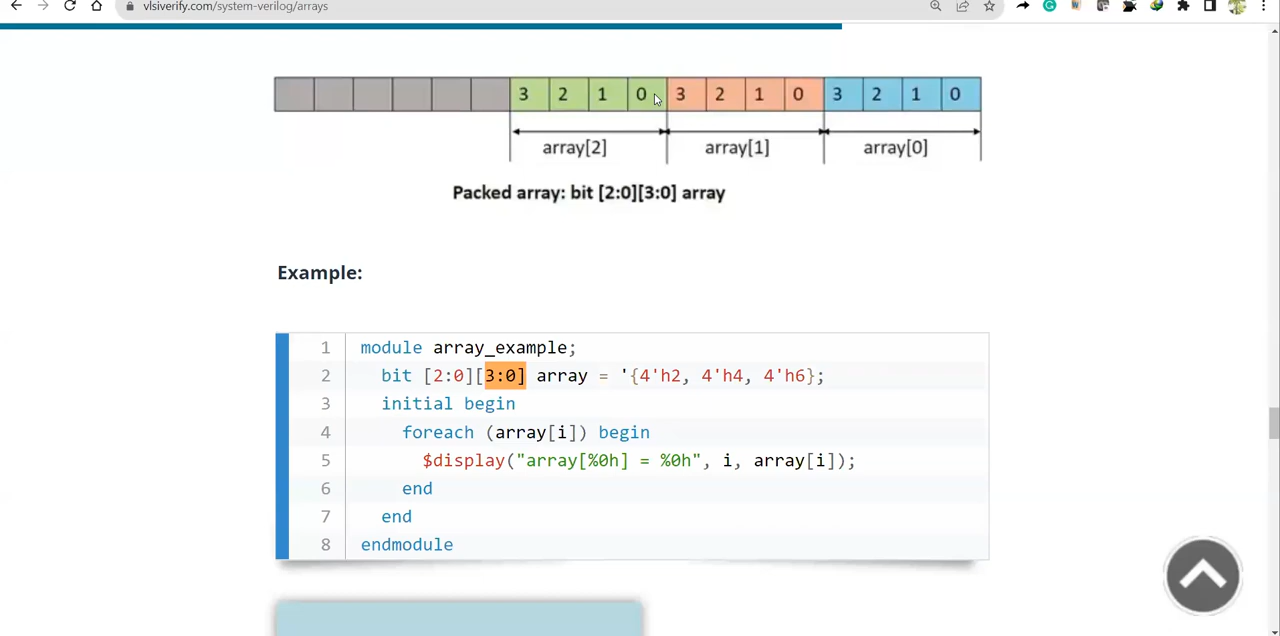 vlsiverify.com/system-verilog/arrays
3 2 1 0 3 2 1 0 3 2 1 0
array[2] array[1] array[0]
Packed array: bit [2:0][3:0] array
Example:
1 module array_example;
2 bit [2:0][3:0] array = '{4'h2, 4'h4, 4'h6};
3 initial begin
4 foreach (array[i]) begin
5 $display("array[%0h] = %0h", i, array[i]);
6 end
7 end
8 endmodule